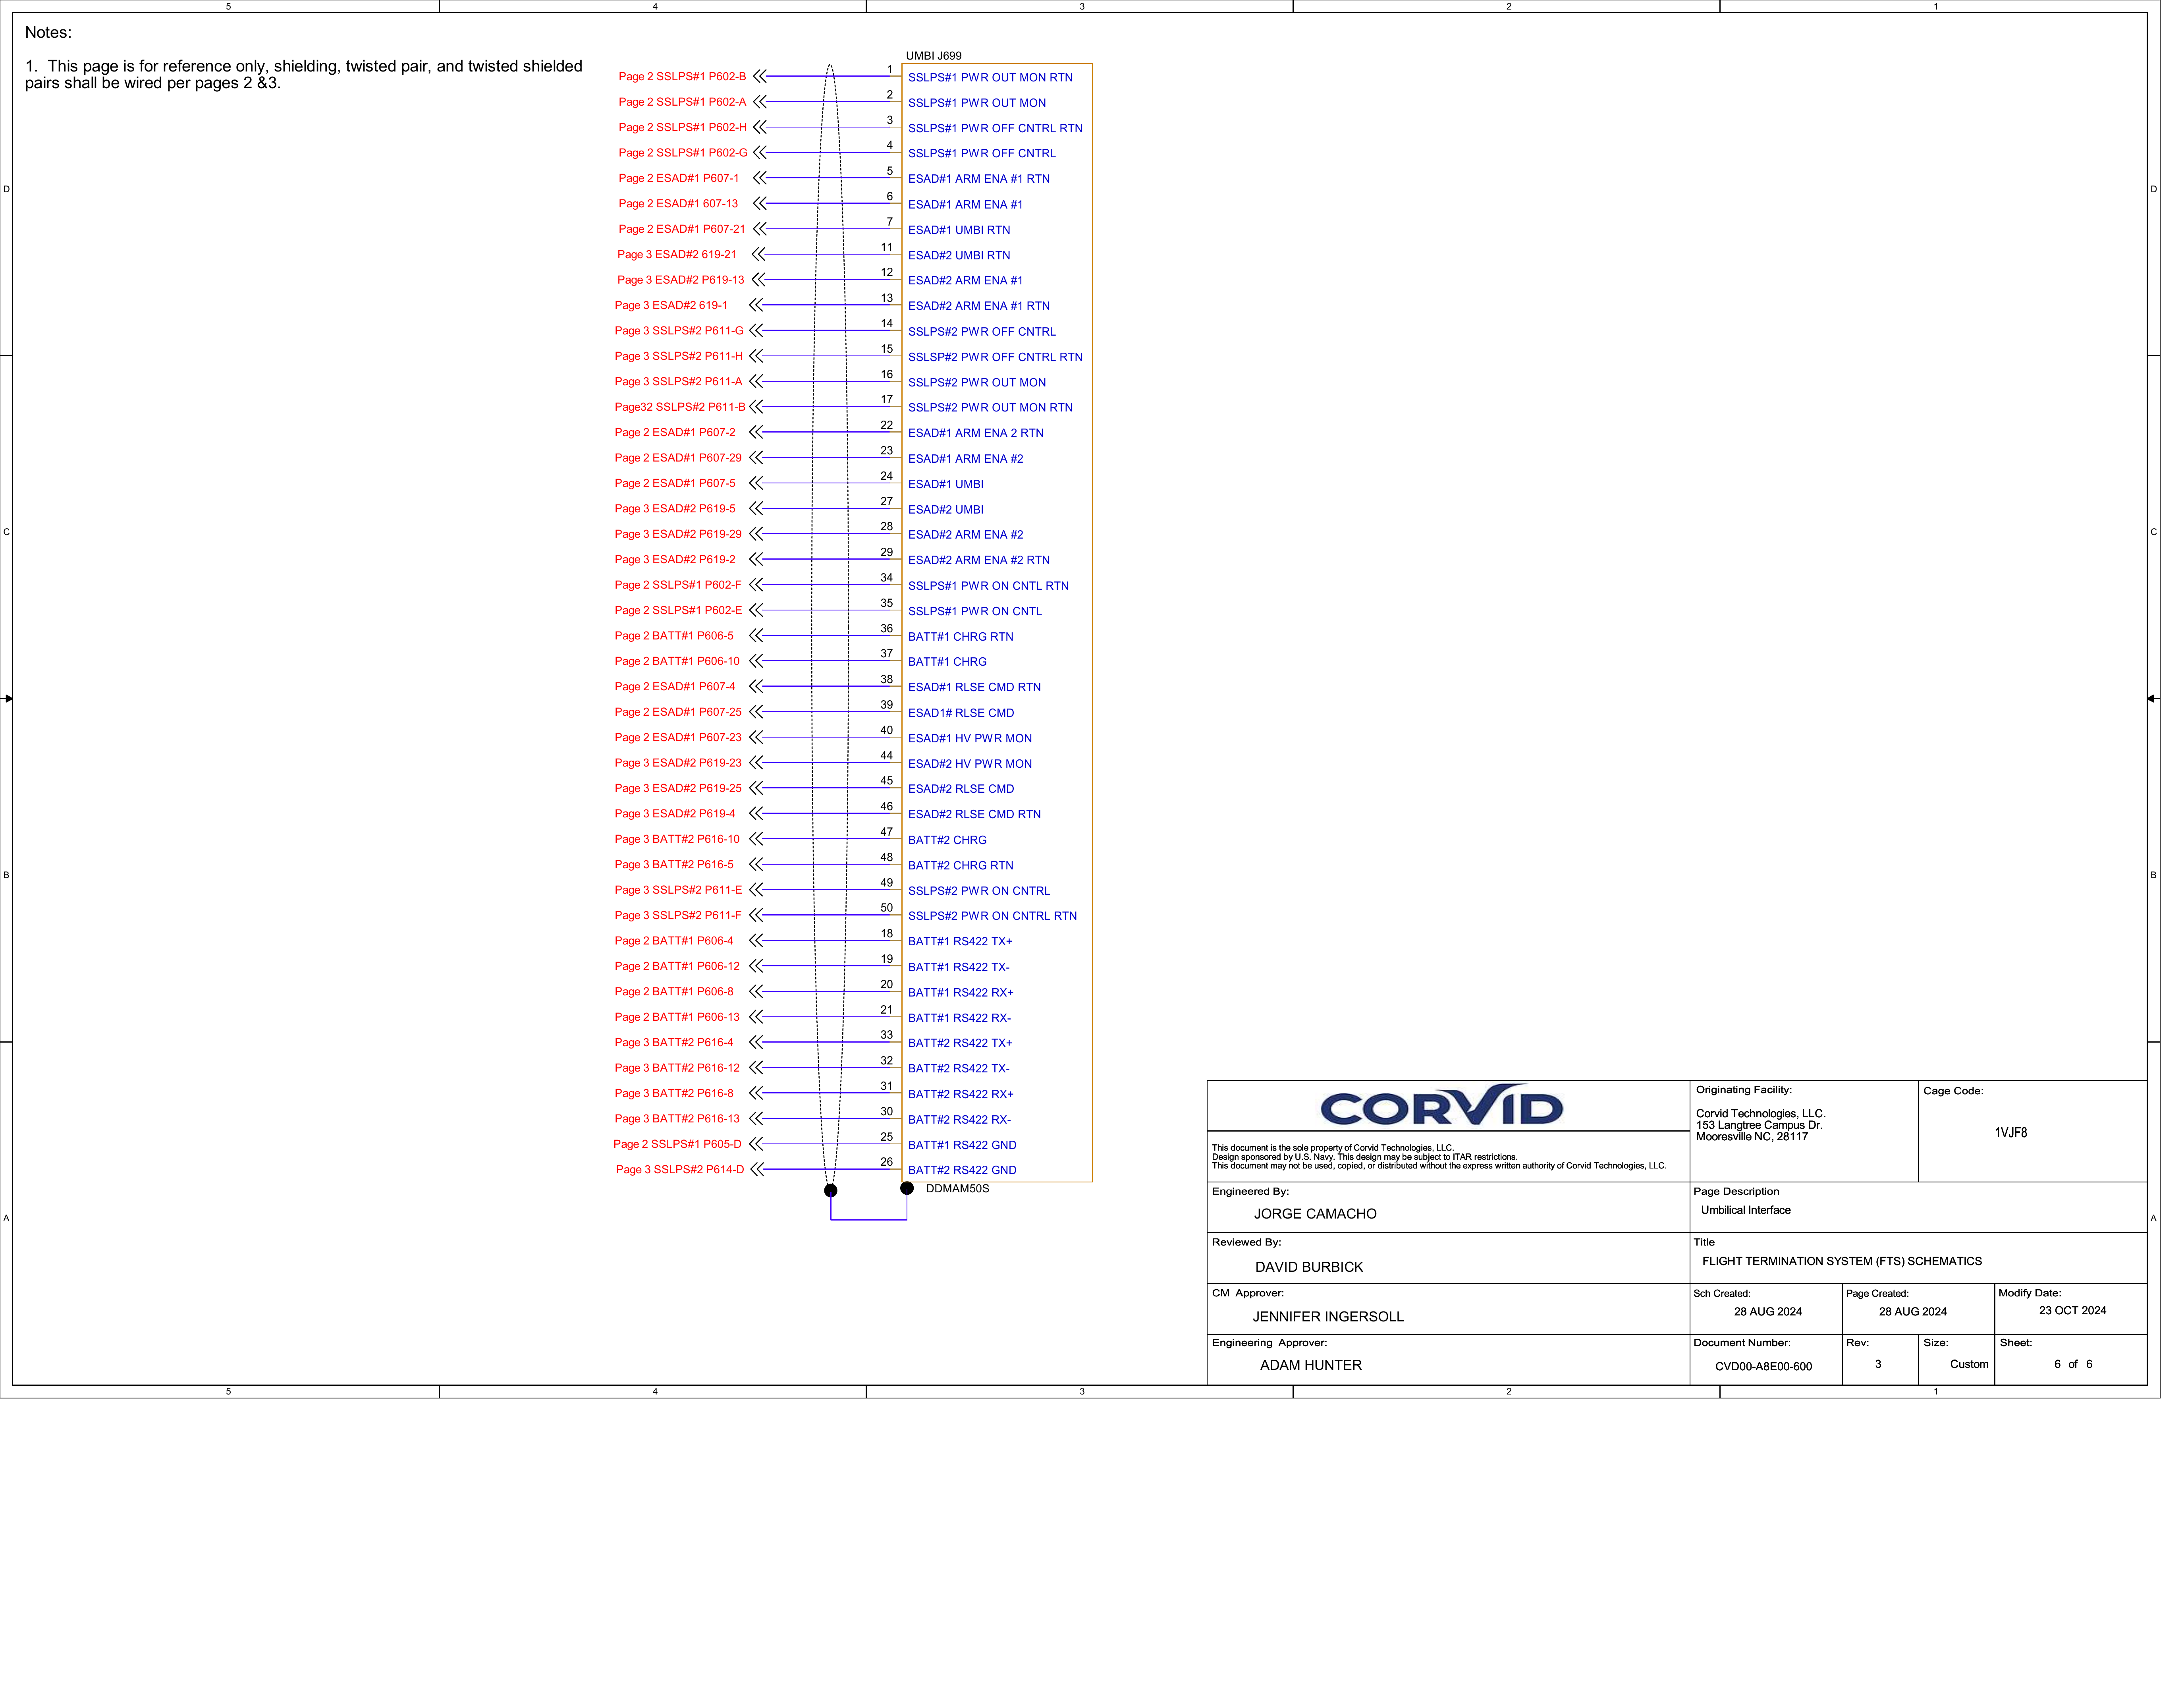 5 4 3 2 1
Notes:
1. This page is for reference only, shielding, twisted pair, and twisted shielded
pairs shall be wired per pages 2 &3.
UMBI J699
Page 2 SSLPS#1 P602-B 1 SSLPS#1 PWR OUT MON RTN
Page 2 SSLPS#1 P602-A 2 SSLPS#1 PWR OUT MON
Page 2 SSLPS#1 P602-H 3 SSLPS#1 PWR OFF CNTRL RTN
Page 2 SSLPS#1 P602-G 4 SSLPS#1 PWR OFF CNTRL
Page 2 ESAD#1 P607-1 5 ESAD#1 ARM ENA #1 RTN
D D
Page 2 ESAD#1 607-13 6 ESAD#1 ARM ENA #1
Page 2 ESAD#1 P607-21 7 ESAD#1 UMBI RTN
Page 3 ESAD#2 619-21 11 ESAD#2 UMBI RTN
Page 3 ESAD#2 P619-13 12 ESAD#2 ARM ENA #1
Page 3 ESAD#2 619-1 13 ESAD#2 ARM ENA #1 RTN
Page 3 SSLPS#2 P611-G 14 SSLPS#2 PWR OFF CNTRL
Page 3 SSLPS#2 P611-H 15 SSLSP#2 PWR OFF CNTRL RTN
Page 3 SSLPS#2 P611-A 16 SSLPS#2 PWR OUT MON
Page32 SSLPS#2 P611-B 17 SSLPS#2 PWR OUT MON RTN
Page 2 ESAD#1 P607-2 22 ESAD#1 ARM ENA 2 RTN
Page 2 ESAD#1 P607-29 23 ESAD#1 ARM ENA #2
Page 2 ESAD#1 P607-5 24 ESAD#1 UMBI
Page 3 ESAD#2 P619-5 27 ESAD#2 UMBI
C C
Page 3 ESAD#2 P619-29 28 ESAD#2 ARM ENA #2
Page 3 ESAD#2 P619-2 29 ESAD#2 ARM ENA #2 RTN
Page 2 SSLPS#1 P602-F 34 SSLPS#1 PWR ON CNTL RTN
Page 2 SSLPS#1 P602-E 35 SSLPS#1 PWR ON CNTL
Page 2 BATT#1 P606-5 36 BATT#1 CHRG RTN
Page 2 BATT#1 P606-10 37 BATT#1 CHRG
Page 2 ESAD#1 P607-4 38 ESAD#1 RLSE CMD RTN
Page 2 ESAD#1 P607-25 39 ESAD1# RLSE CMD
Page 2 ESAD#1 P607-23 40 ESAD#1 HV PWR MON
Page 3 ESAD#2 P619-23 44 ESAD#2 HV PWR MON
Page 3 ESAD#2 P619-25 45 ESAD#2 RLSE CMD
Page 3 ESAD#2 P619-4 46 ESAD#2 RLSE CMD RTN
Page 3 BATT#2 P616-10 47 BATT#2 CHRG
Page 3 BATT#2 P616-5 48 BATT#2 CHRG RTN
B B
Page 3 SSLPS#2 P611-E 49 SSLPS#2 PWR ON CNTRL
Page 3 SSLPS#2 P611-F 50 SSLPS#2 PWR ON CNTRL RTN
Page 2 BATT#1 P606-4 18 BATT#1 RS422 TX+
Page 2 BATT#1 P606-12 19 BATT#1 RS422 TX-
Page 2 BATT#1 P606-8 20 BATT#1 RS422 RX+
Page 2 BATT#1 P606-13 21 BATT#1 RS422 RX-
Page 3 BATT#2 P616-4 33 BATT#2 RS422 TX+
Page 3 BATT#2 P616-12 32 BATT#2 RS422 TX-
Page 3 BATT#2 P616-8 31 BATT#2 RS422 RX+
Page 3 BATT#2 P616-13 30 BATT#2 RS422 RX-
Page 2 SSLPS#1 P605-D 25 BATT#1 RS422 GND
Page 3 SSLPS#2 P614-D 26 BATT#2 RS422 GND
DDMAM50S
A A
CORVID
This document is the sole property of Corvid Technologies, LLC.
Design sponsored by U.S. Navy. This design may be subject to ITAR restrictions.
This document may not be used, copied, or distributed without the express written authority of Corvid Technologies, LLC.
Originating Facility:
Corvid Technologies, LLC.
153 Langtree Campus Dr.
Mooresville NC, 28117
Cage Code:
1VJF8
Engineered By:
JORGE CAMACHO
Page Description
Umbilical Interface
Reviewed By:
DAVID BURBICK
Title
FLIGHT TERMINATION SYSTEM (FTS) SCHEMATICS
CM Approver:
JENNIFER INGERSOLL
Sch Created:
28 AUG 2024
Page Created:
28 AUG 2024
Modify Date:
23 OCT 2024
Engineering Approver:
ADAM HUNTER
Document Number:
CVD00-A8E00-600
Rev:
3
Size:
Custom
Sheet:
6 of 6
5 4 3 2 1